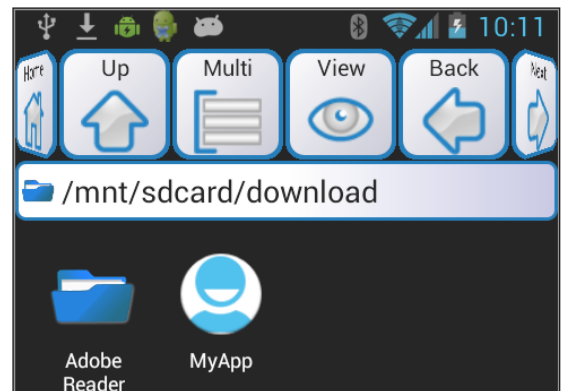 10:11
Home
Up
Multi
View
Back
Next
/mnt/sdcard/download
Adobe
Reader
MyApp